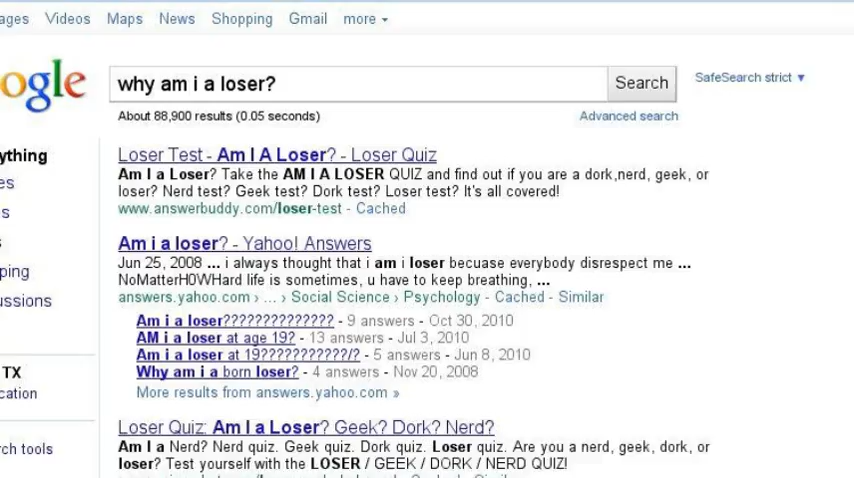 ages Videos Maps News Shopping Gmail more ▾
ogle why am i a loser? Search SafeSearch strict ▼
About 88,900 results (0.05 seconds) Advanced search
ything
es
s
s
ping
ussions
TX
cation
rch tools
Loser Test - Am I A Loser? - Loser Quiz
Am I a Loser? Take the AM I A LOSER QUIZ and find out if you are a dork,nerd, geek, or
loser? Nerd test? Geek test? Dork test? Loser test? It's all covered!
www.answerbuddy.com/loser-test - Cached
Am i a loser? - Yahoo! Answers
Jun 25, 2008 ... i always thought that i am i loser becuase everybody disrespect me ...
NoMatterH0WHard life is sometimes, u have to keep breathing, ...
answers.yahoo.com › ... › Social Science › Psychology - Cached - Similar
Am i a loser?????????????? - 9 answers - Oct 30, 2010
AM i a loser at age 19? - 13 answers - Jul 3, 2010
Am i a loser at 19???????????/? - 5 answers - Jun 8, 2010
Why am i a born loser? - 4 answers - Nov 20, 2008
More results from answers.yahoo.com »
Loser Quiz: Am I a Loser? Geek? Dork? Nerd?
Am I a Nerd? Nerd quiz. Geek quiz. Dork quiz. Loser quiz. Are you a nerd, geek, dork, or
loser? Test yourself with the LOSER / GEEK / DORK / NERD QUIZ!